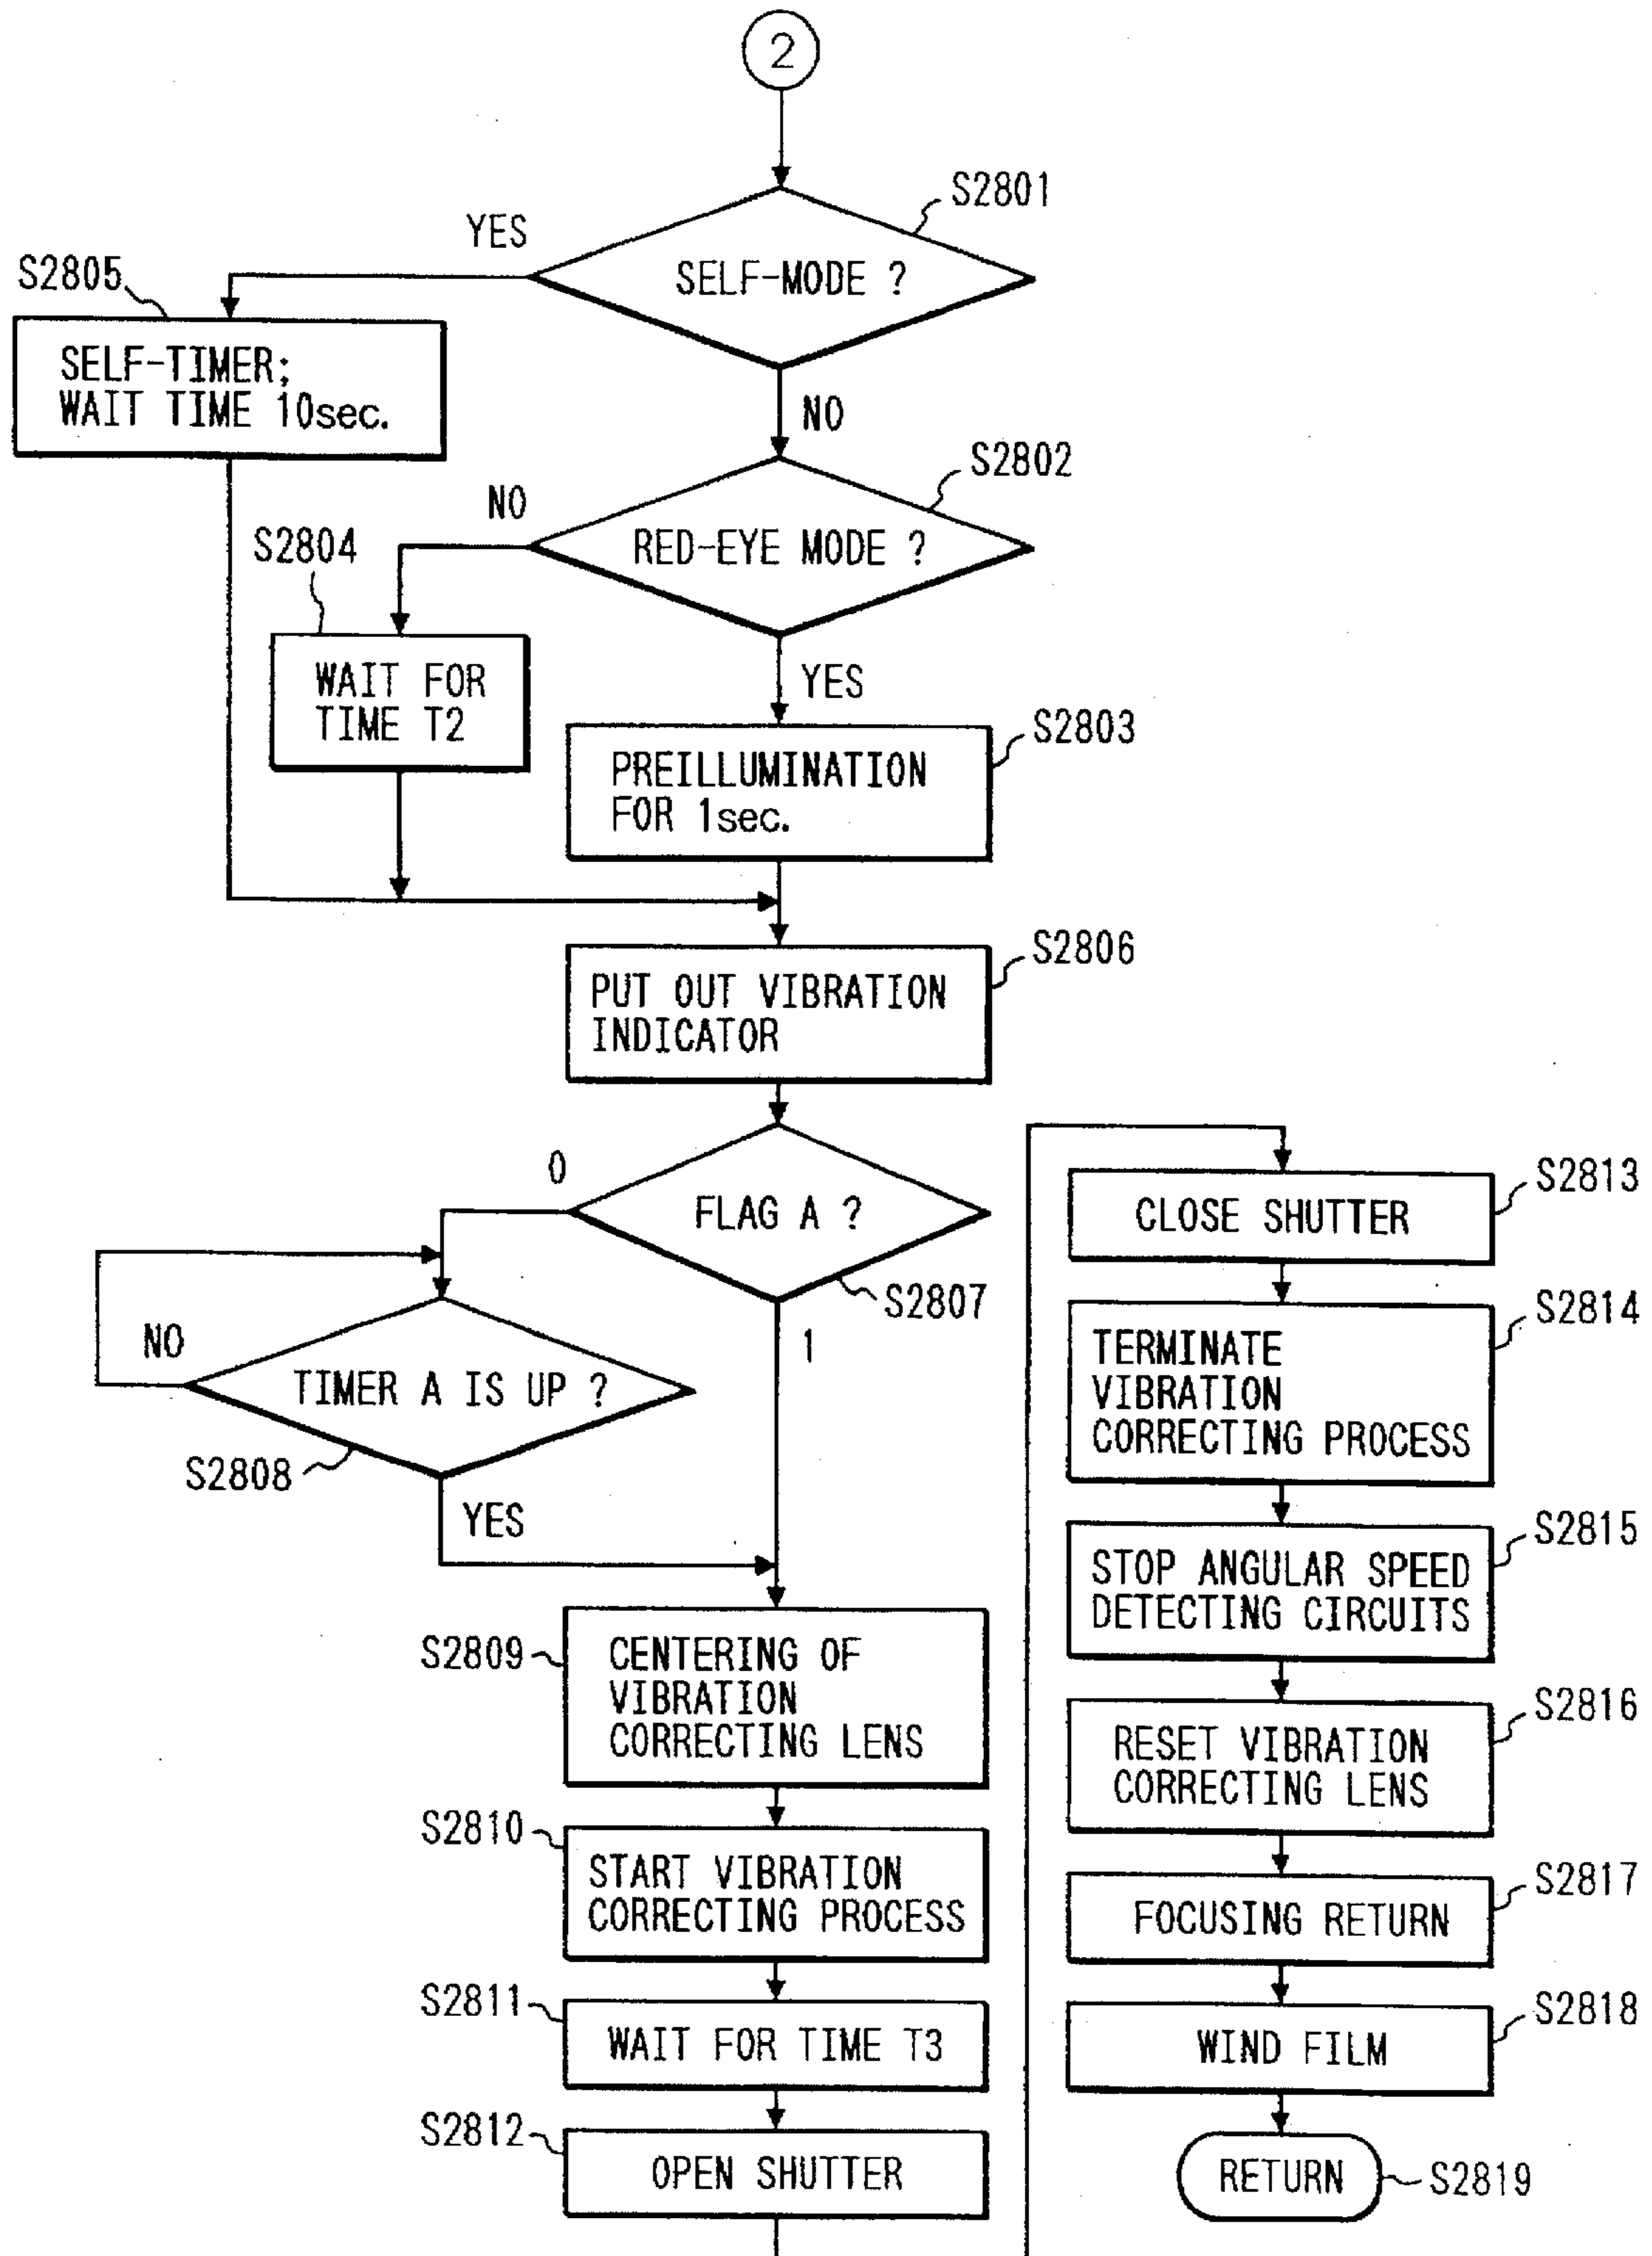 2
S2801
YES
SELF-MODE ?
S2805
SELF-TIMER;
WAIT TIME 10sec.
NO
S2802
NO
RED-EYE MODE ?
S2804
WAIT FOR
TIME T2
YES
S2803
PREILLUMINATION
FOR 1sec.
S2806
PUT OUT VIBRATION
INDICATOR
0
FLAG A ?
S2807
1
NO
TIMER A IS UP ?
S2808
YES
S2809
CENTERING OF
VIBRATION
CORRECTING LENS
S2810
START VIBRATION
CORRECTING PROCESS
S2811
WAIT FOR TIME T3
S2812
OPEN SHUTTER
S2813
CLOSE SHUTTER
S2814
TERMINATE
VIBRATION
CORRECTING PROCESS
S2815
STOP ANGULAR SPEED
DETECTING CIRCUITS
S2816
RESET VIBRATION
CORRECTING LENS
S2817
FOCUSING RETURN
S2818
WIND FILM
RETURN
S2819